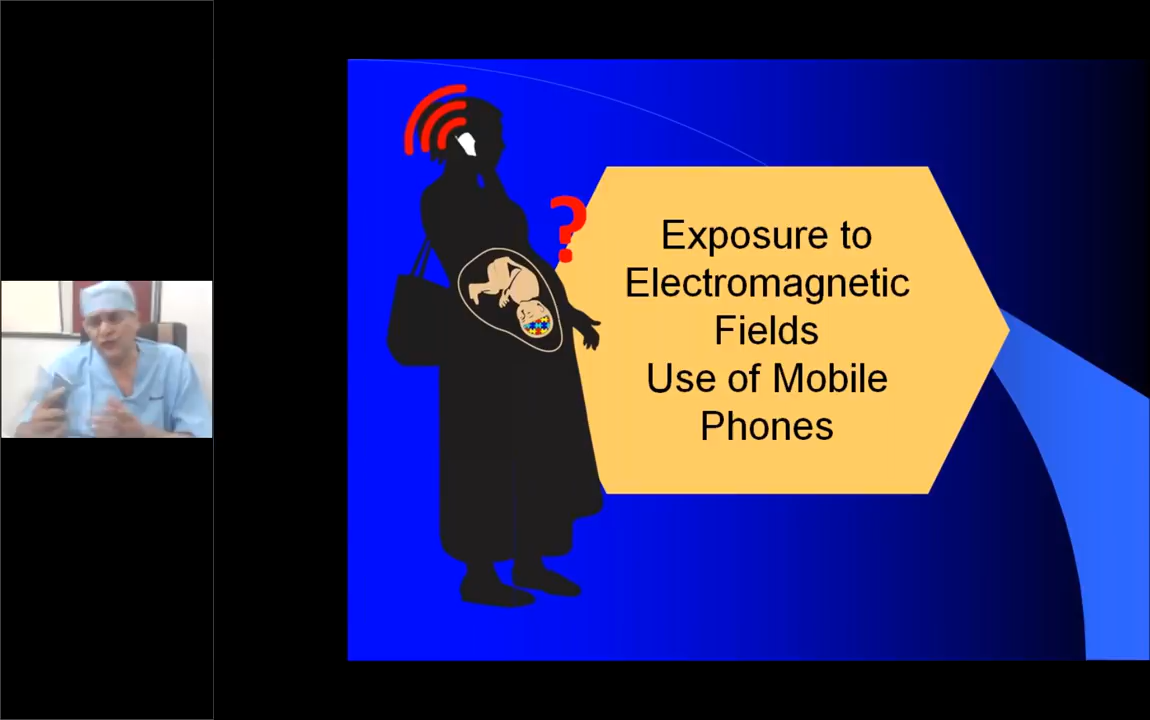 ?
Exposure to
Electromagnetic
Fields
Use of Mobile
Phones